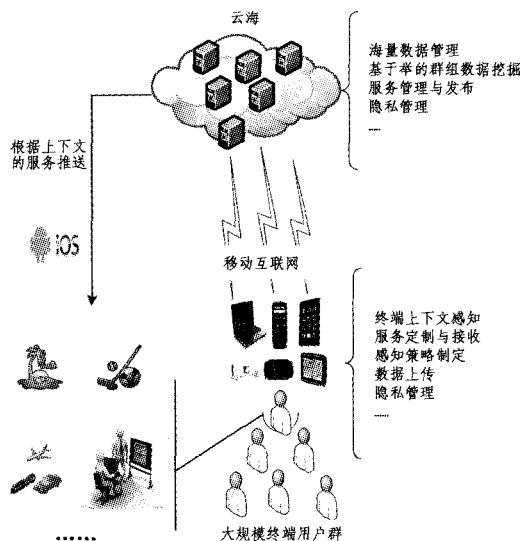 云海
海量数据管理
基于举的群组数据挖掘
服务管理与发布
隐私管理
……
根据上下文
的服务推送
iOS
移动互联网
终端上下文感知
服务定制与接收
感知策略制定
数据上传
隐私管理
……
……
大规模终端用户群